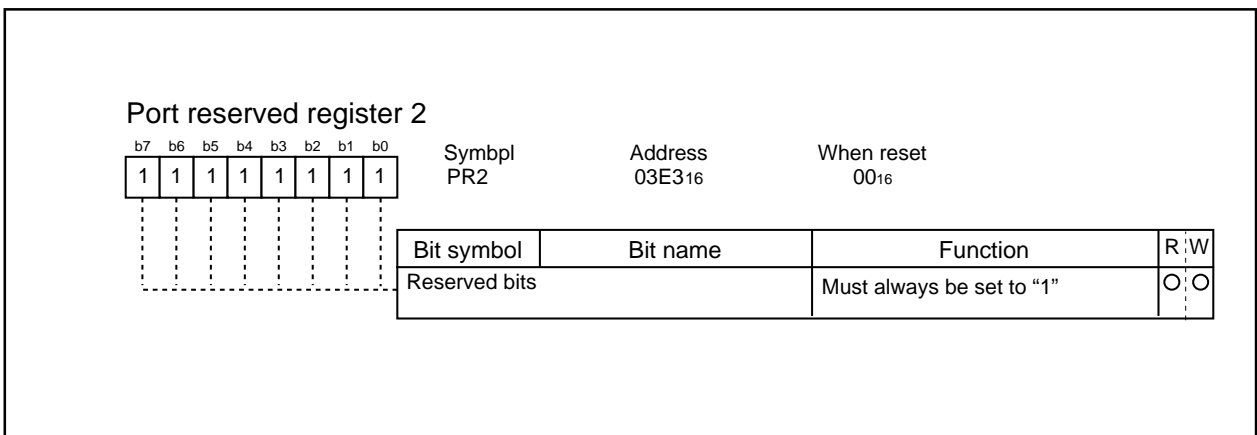 Port reserved register 2
b7 b6 b5 b4 b3 b2 b1 b0
1 1 1 1 1 1 1 1
Symbpl Address When reset
PR2 03E316 0016
Bit symbol Bit name Function R W
Reserved bits Must always be set to “1” O O